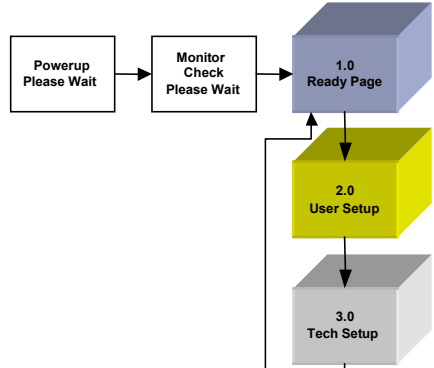 Powerup
Please Wait
Monitor
Check
Please Wait
1.0
Ready Page
2.0
User Setup
3.0
Tech Setup